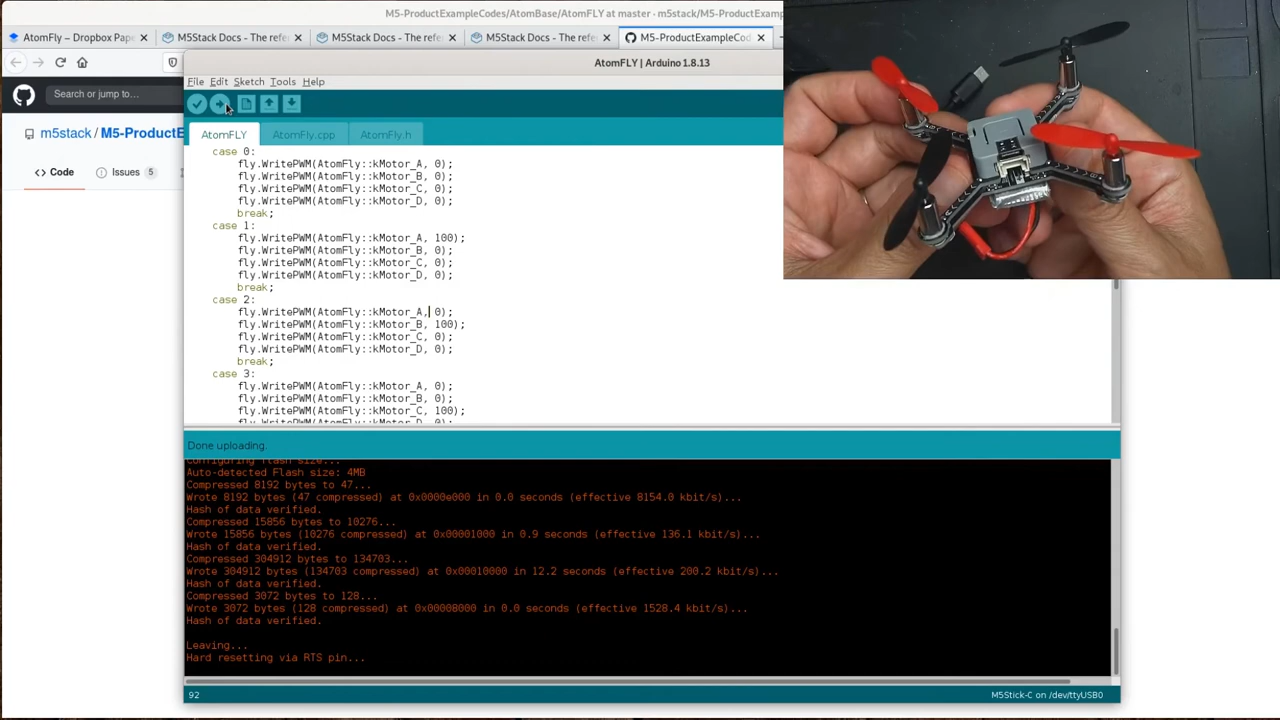 M5-ProductExampleCodes/AtomBase/AtomFLY at master · m5stack/M5-ProductExamp
AtomFly – Dropbox Pape
M5Stack Docs - The refe
M5Stack Docs - The refe
M5Stack Docs - The refe
M5-ProductExampleCod
AtomFLY | Arduino 1.8.13
File Edit Sketch Tools Help
Search or jump to...
AtomFLY
AtomFly.cpp
AtomFly.h
m5stack / M5-ProductE
Code
Issues 5
case 0:
fly.WritePWM(AtomFly::kMotor_A, 0);
fly.WritePWM(AtomFly::kMotor_B, 0);
fly.WritePWM(AtomFly::kMotor_C, 0);
fly.WritePWM(AtomFly::kMotor_D, 0);
break;
case 1:
fly.WritePWM(AtomFly::kMotor_A, 100);
fly.WritePWM(AtomFly::kMotor_B, 0);
fly.WritePWM(AtomFly::kMotor_C, 0);
fly.WritePWM(AtomFly::kMotor_D, 0);
break;
case 2:
fly.WritePWM(AtomFly::kMotor_A, 0);
fly.WritePWM(AtomFly::kMotor_B, 100);
fly.WritePWM(AtomFly::kMotor_C, 0);
fly.WritePWM(AtomFly::kMotor_D, 0);
break;
case 3:
fly.WritePWM(AtomFly::kMotor_A, 0);
fly.WritePWM(AtomFly::kMotor_B, 0);
fly.WritePWM(AtomFly::kMotor_C, 100);
fly.WritePWM(AtomFly::kMotor_D, 0);
Done uploading.
Configuring flash size...
Auto-detected Flash size: 4MB
Compressed 8192 bytes to 47...
Wrote 8192 bytes (47 compressed) at 0x0000e000 in 0.0 seconds (effective 8154.0 kbit/s)...
Hash of data verified.
Compressed 15856 bytes to 10276...
Wrote 15856 bytes (10276 compressed) at 0x00001000 in 0.9 seconds (effective 136.1 kbit/s)...
Hash of data verified.
Compressed 304912 bytes to 134703...
Wrote 304912 bytes (134703 compressed) at 0x00010000 in 12.2 seconds (effective 200.2 kbit/s)...
Hash of data verified.
Compressed 3072 bytes to 128...
Wrote 3072 bytes (128 compressed) at 0x00008000 in 0.0 seconds (effective 1528.4 kbit/s)...
Hash of data verified.
Leaving...
Hard resetting via RTS pin...
92
M5Stick-C on /dev/ttyUSB0